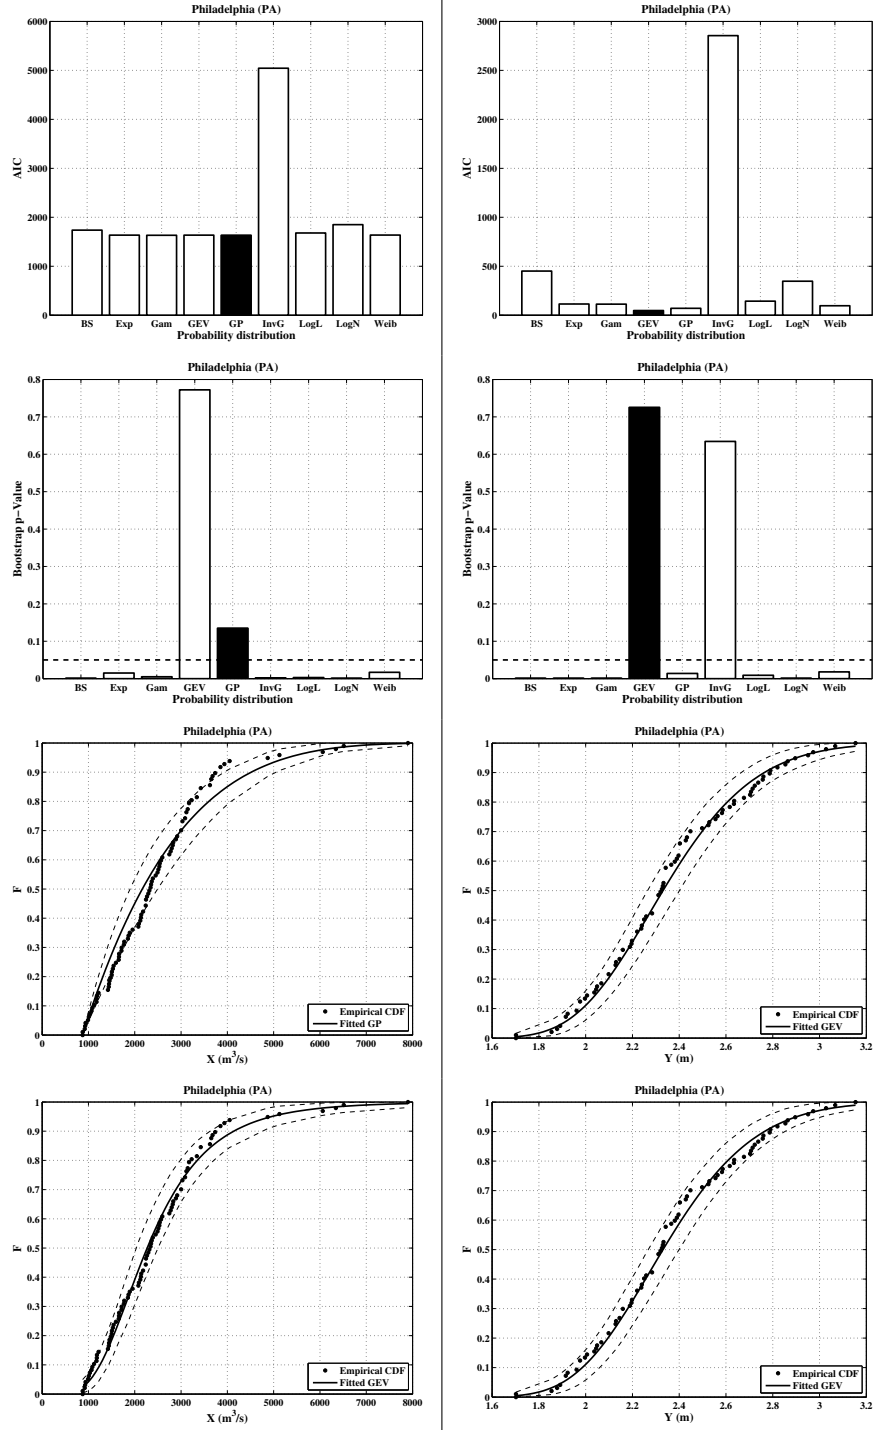 Philadelphia (PA)
6000
5000
4000
3000
2000
1000
0
AIC
BS Exp Gam GEV GP InvG LogL LogN Weib
Probability distribution
Philadelphia (PA)
3000
2500
2000
1500
1000
500
0
AIC
BS Exp Gam GEV GP InvG LogL LogN Weib
Probability distribution
Philadelphia (PA)
0.8
0.7
0.6
0.5
0.4
0.3
0.2
0.1
0
Bootstrap p−Value
BS Exp Gam GEV GP InvG LogL LogN Weib
Probability distribution
Philadelphia (PA)
0.8
0.7
0.6
0.5
0.4
0.3
0.2
0.1
0
Bootstrap p−Value
BS Exp Gam GEV GP InvG LogL LogN Weib
Probability distribution
Philadelphia (PA)
1
0.9
0.8
0.7
0.6
0.5
0.4
0.3
0.2
0.1
0
F
Empirical CDF
Fitted GP
0 1000 2000 3000 4000 5000 6000 7000 8000
X (m³/s)
Philadelphia (PA)
1
0.9
0.8
0.7
0.6
0.5
0.4
0.3
0.2
0.1
0
F
Empirical CDF
Fitted GEV
1.6 1.8 2 2.2 2.4 2.6 2.8 3 3.2
Y (m)
Philadelphia (PA)
1
0.9
0.8
0.7
0.6
0.5
0.4
0.3
0.2
0.1
0
F
Empirical CDF
Fitted GEV
0 1000 2000 3000 4000 5000 6000 7000 8000
X (m³/s)
Philadelphia (PA)
1
0.9
0.8
0.7
0.6
0.5
0.4
0.3
0.2
0.1
0
F
Empirical CDF
Fitted GEV
1.6 1.8 2 2.2 2.4 2.6 2.8 3 3.2
Y (m)